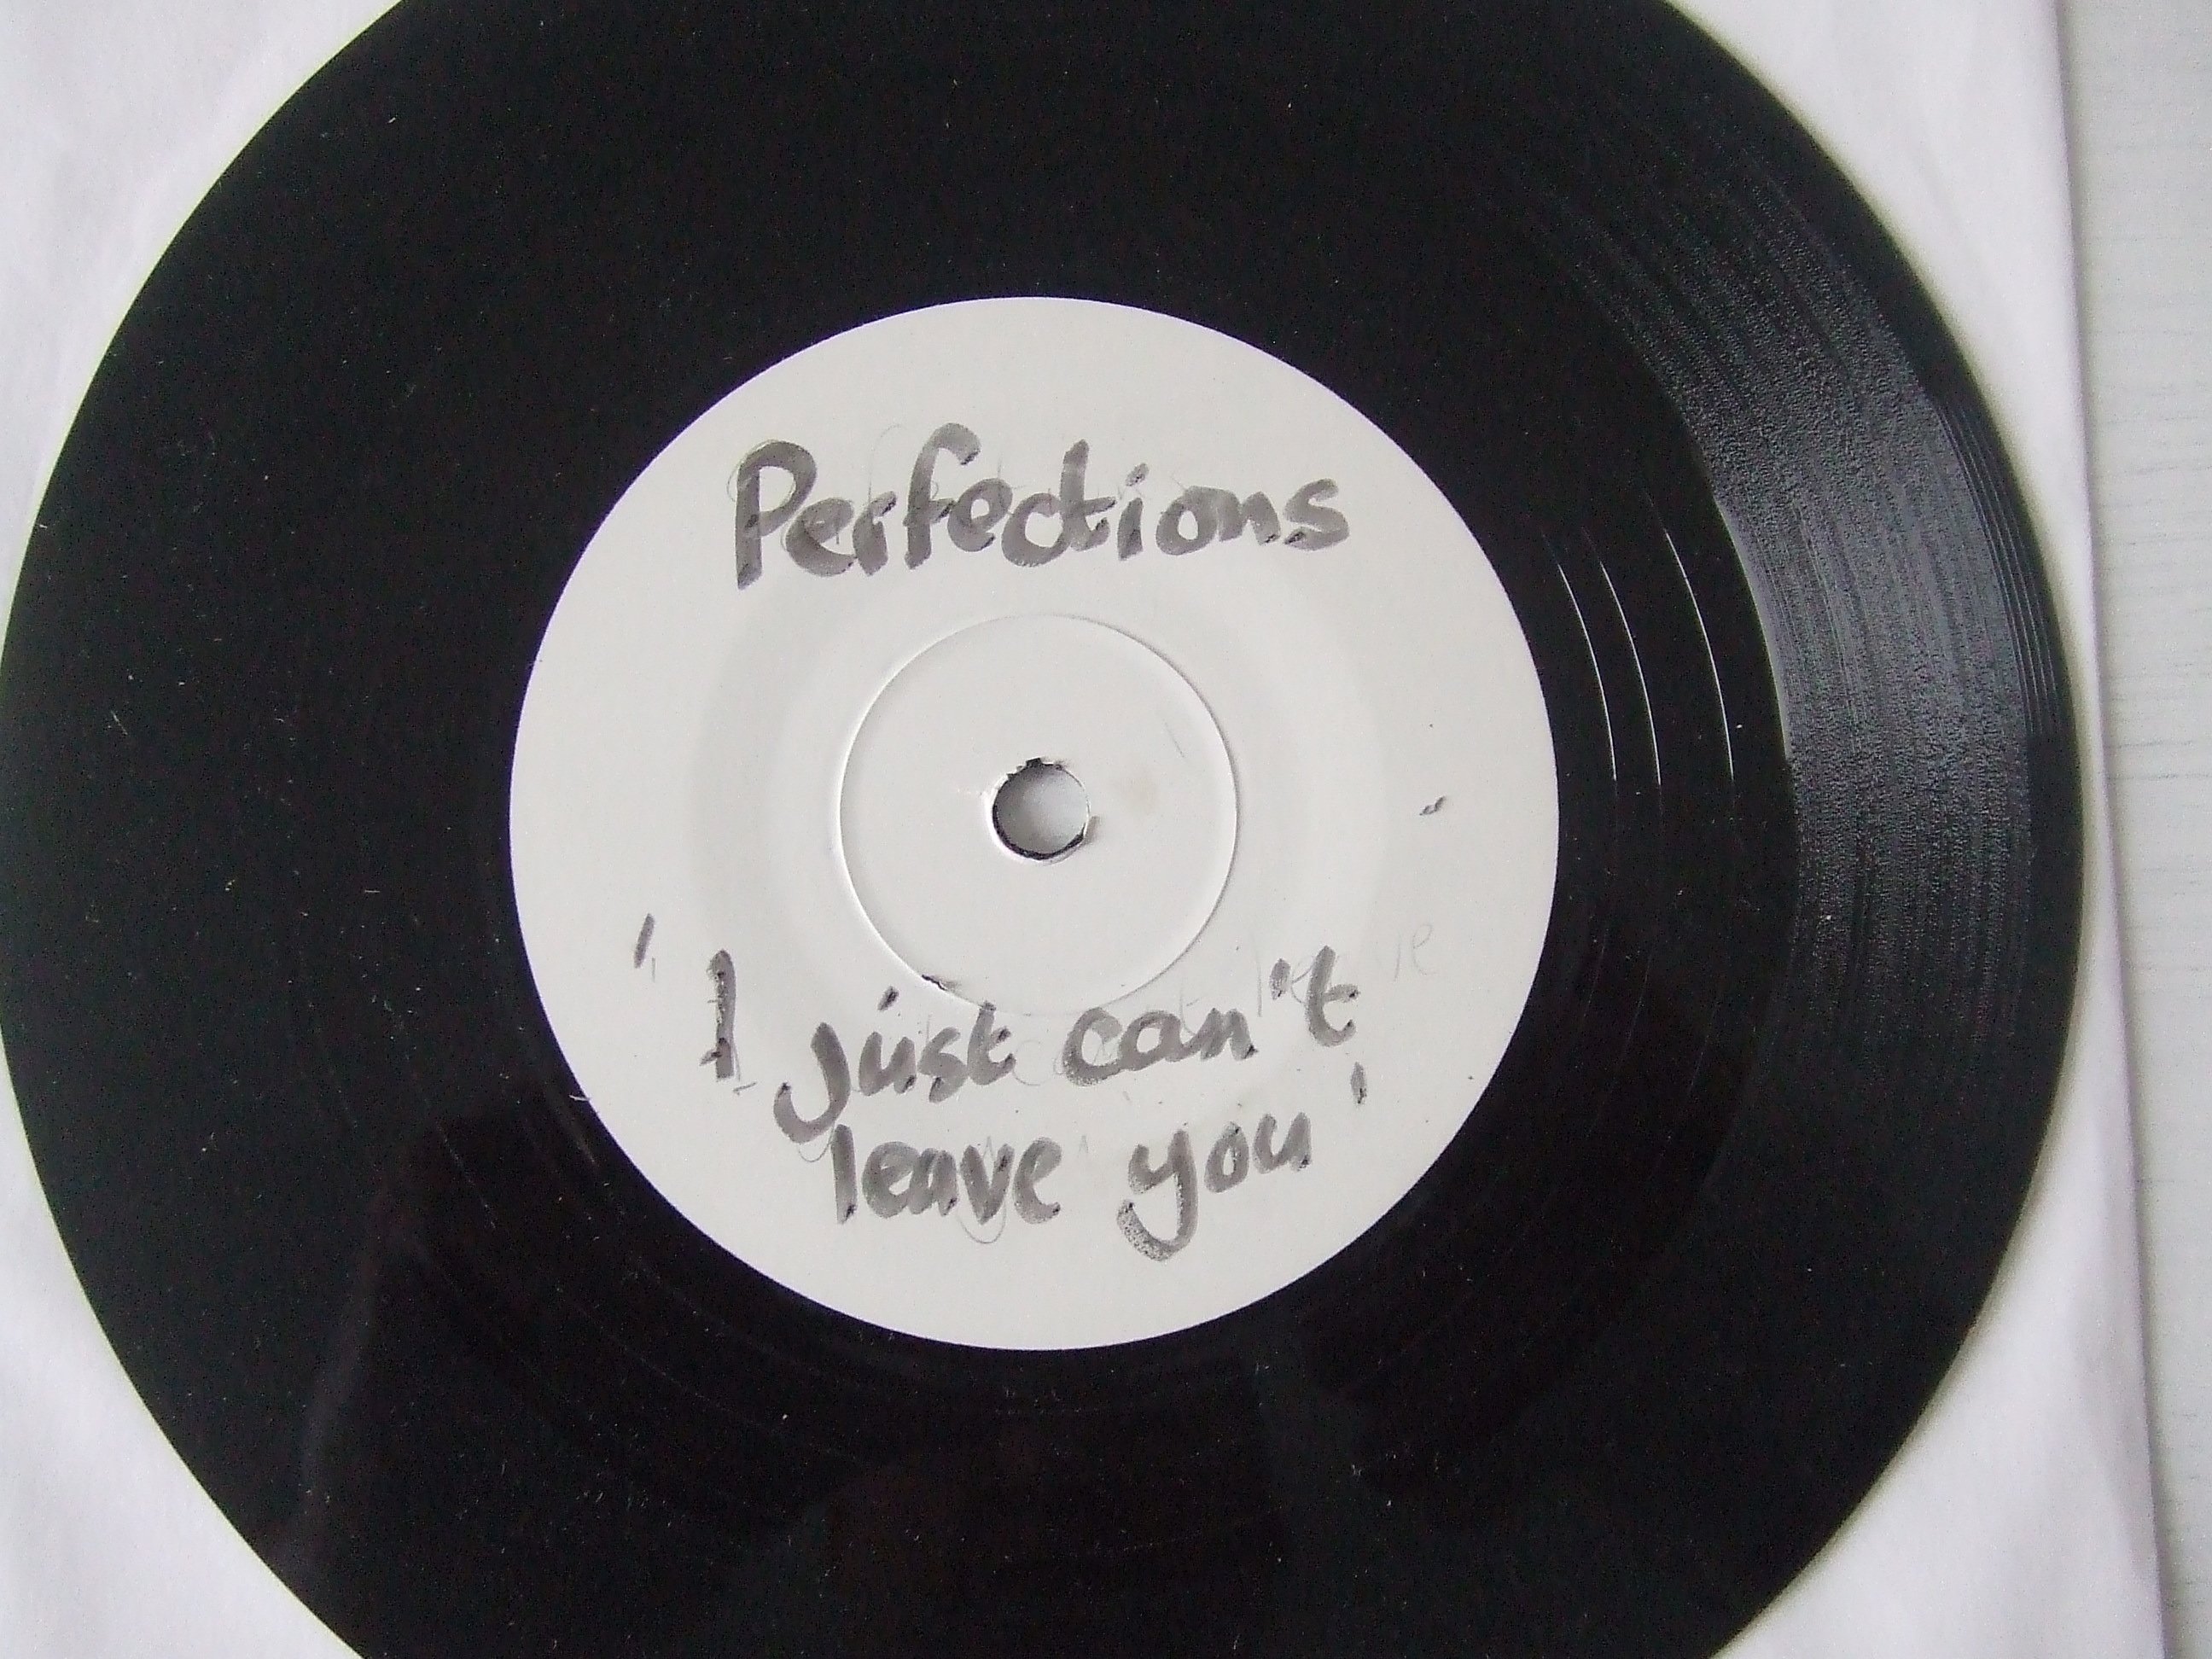 Perfections
' I just can't
leave you '